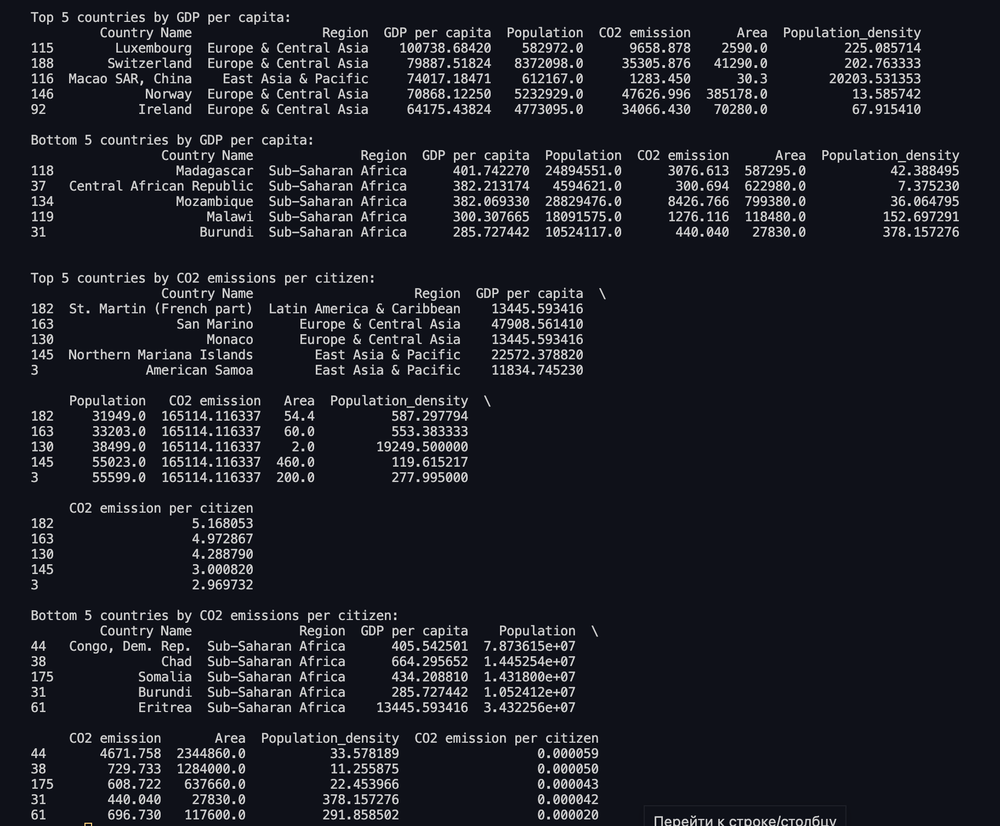 Top 5 countries by GDP per capita:
Country Name Region GDP per capita Population CO2 emission Area Population_density
115 Luxembourg Europe & Central Asia 100738.68420 582972.0 9658.878 2590.0 225.085714
188 Switzerland Europe & Central Asia 79887.51824 8372098.0 35305.876 41290.0 202.763333
116 Macao SAR, China East Asia & Pacific 74017.18471 612167.0 1283.450 30.3 20203.531353
146 Norway Europe & Central Asia 70868.12250 5232929.0 47626.996 385178.0 13.585742
92 Ireland Europe & Central Asia 64175.43824 4773095.0 34066.430 70280.0 67.915410
Bottom 5 countries by GDP per capita:
Country Name Region GDP per capita Population CO2 emission Area Population_density
118 Madagascar Sub-Saharan Africa 401.742270 24894551.0 3076.613 587295.0 42.388495
37 Central African Republic Sub-Saharan Africa 382.213174 4594621.0 300.694 622980.0 7.375230
134 Mozambique Sub-Saharan Africa 382.069330 28829476.0 8426.766 799380.0 36.064795
119 Malawi Sub-Saharan Africa 300.307665 18091575.0 1276.116 118480.0 152.697291
31 Burundi Sub-Saharan Africa 285.727442 10524117.0 440.040 27830.0 378.157276
Top 5 countries by CO2 emissions per citizen:
Country Name Region GDP per capita \
182 St. Martin (French part) Latin America & Caribbean 13445.593416
163 San Marino Europe & Central Asia 47908.561410
130 Monaco Europe & Central Asia 13445.593416
145 Northern Mariana Islands East Asia & Pacific 22572.378820
3 American Samoa East Asia & Pacific 11834.745230
Population CO2 emission Area Population_density \
182 31949.0 165114.116337 54.4 587.297794
163 33203.0 165114.116337 60.0 553.383333
130 38499.0 165114.116337 2.0 19249.500000
145 55023.0 165114.116337 460.0 119.615217
3 55599.0 165114.116337 200.0 277.995000
CO2 emission per citizen
182 5.168053
163 4.972867
130 4.288790
145 3.000820
3 2.969732
Bottom 5 countries by CO2 emissions per citizen:
Country Name Region GDP per capita Population \
44 Congo, Dem. Rep. Sub-Saharan Africa 405.542501 7.873615e+07
38 Chad Sub-Saharan Africa 664.295652 1.445254e+07
175 Somalia Sub-Saharan Africa 434.208810 1.431800e+07
31 Burundi Sub-Saharan Africa 285.727442 1.052412e+07
61 Eritrea Sub-Saharan Africa 13445.593416 3.432256e+07
CO2 emission Area Population_density CO2 emission per citizen
44 4671.758 2344860.0 33.578189 0.000059
38 729.733 1284000.0 11.255875 0.000050
175 608.722 637660.0 22.453966 0.000043
31 440.040 27830.0 378.157276 0.000042
61 696.730 117600.0 291.858502 0.000020
Перейти к строке/столбцу